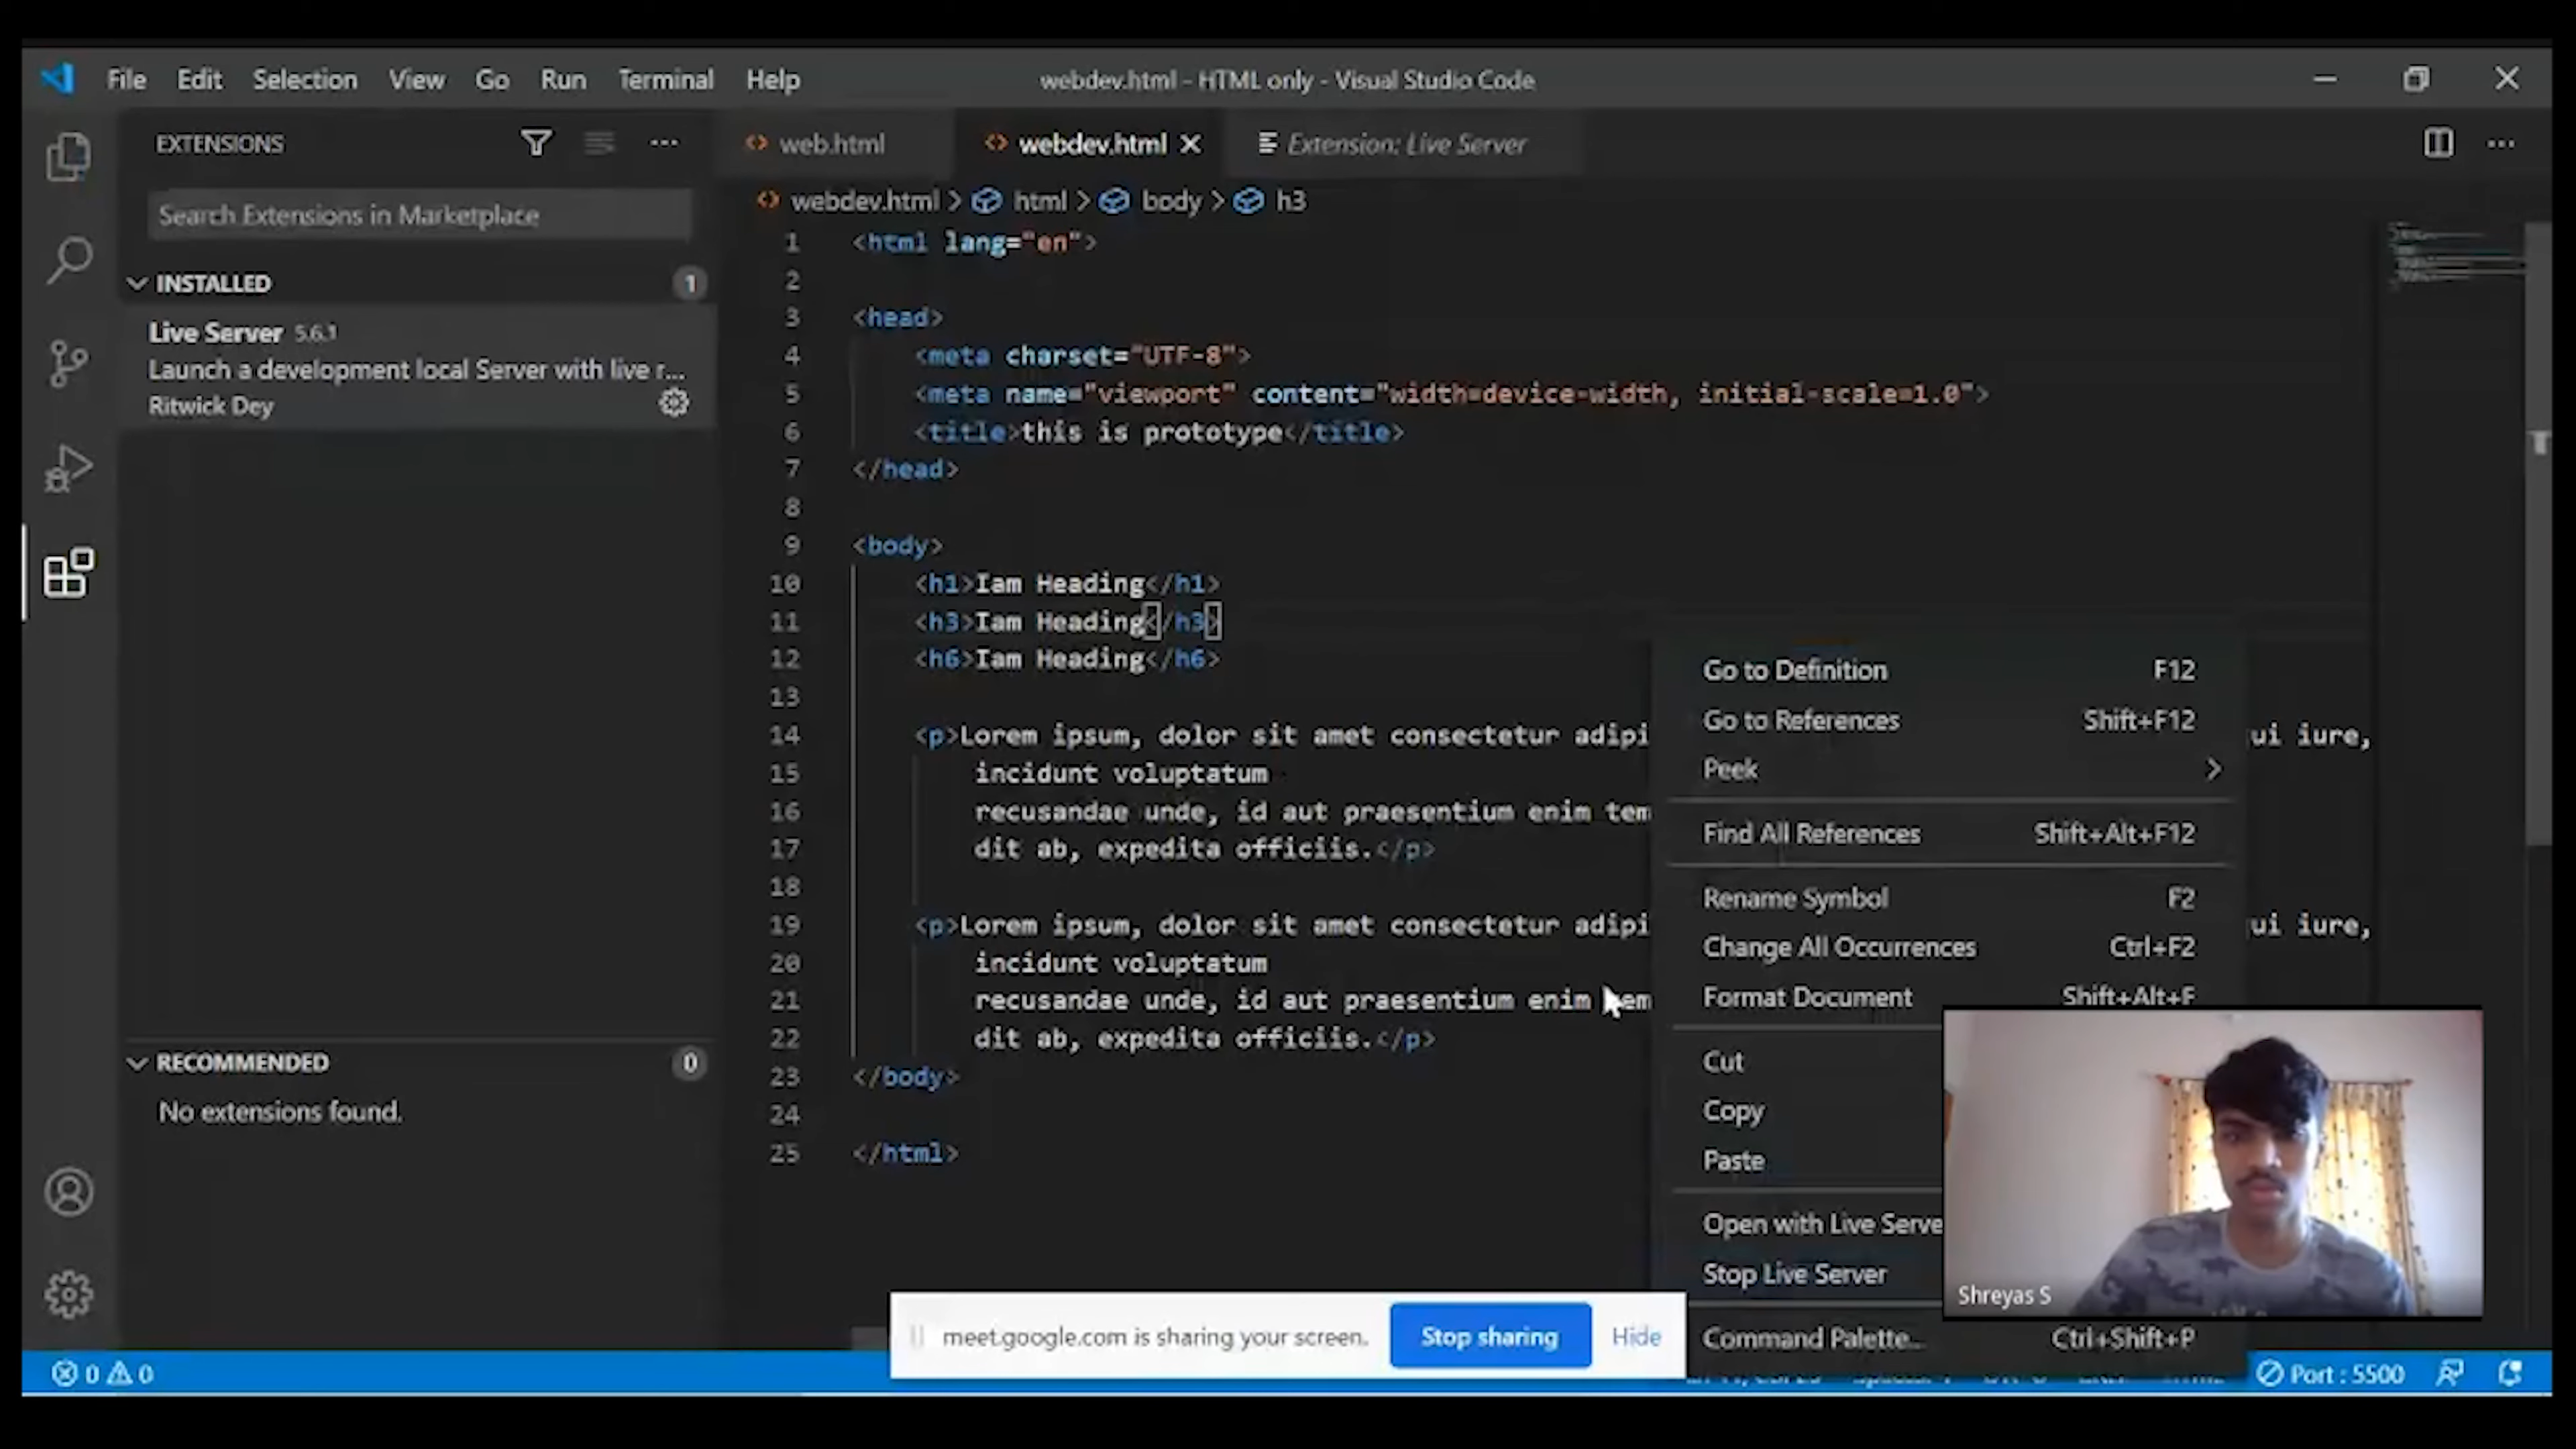 File Edit Selection View Go Run Terminal Help
webdev.html - HTML only - Visual Studio Code
EXTENSIONS
web.html
webdev.html
Extension: Live Server
Search Extensions in Marketplace
webdev.html > html > body > h3
INSTALLED 1
Live Server 5.6.1
Launch a development local Server with live r...
Ritwick Dey
1 <html lang="en">
2
3 <head>
4 <meta charset="UTF-8">
5 <meta name="viewport" content="width=device-width, initial-scale=1.0">
6 <title>this is prototype</title>
7 </head>
8
9 <body>
10 <h1>Iam Heading</h1>
11 <h3>Iam Heading</h3>
12 <h6>Iam Heading</h6>
13
14 <p>Lorem ipsum, dolor sit amet consectetur adipi ui iure,
15 incidunt voluptatum
16 recusandae unde, id aut praesentium enim tem
17 dit ab, expedita officiis.</p>
18
19 <p>Lorem ipsum, dolor sit amet consectetur adipi ui iure,
20 incidunt voluptatum
21 recusandae unde, id aut praesentium enim tem
22 dit ab, expedita officiis.</p>
23 </body>
24
25 </html>
Go to Definition F12
Go to References Shift+F12
Peek
Find All References Shift+Alt+F12
Rename Symbol F2
Change All Occurrences Ctrl+F2
Format Document Shift+Alt+F
Cut
Copy
Paste
Open with Live Serve
Stop Live Server
Command Palette... Ctrl+Shift+P
Shreyas S
RECOMMENDED 0
No extensions found.
meet.google.com is sharing your screen. Stop sharing Hide
0 0
Port : 5500